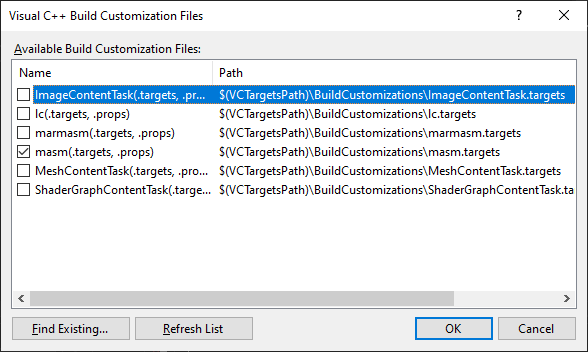 Visual C++ Build Customization Files
Available Build Customization Files:
Name Path
ImageContentTask(.targets, .pr... $(VCTargetsPath)\BuildCustomizations\ImageContentTask.targets
lc(.targets, .props) $(VCTargetsPath)\BuildCustomizations\lc.targets
marmasm(.targets, .props) $(VCTargetsPath)\BuildCustomizations\marmasm.targets
masm(.targets, .props) $(VCTargetsPath)\BuildCustomizations\masm.targets
MeshContentTask(.targets, .pro... $(VCTargetsPath)\BuildCustomizations\MeshContentTask.targets
ShaderGraphContentTask(.targe... $(VCTargetsPath)\BuildCustomizations\ShaderGraphContentTask.ta
Find Existing... Refresh List OK Cancel